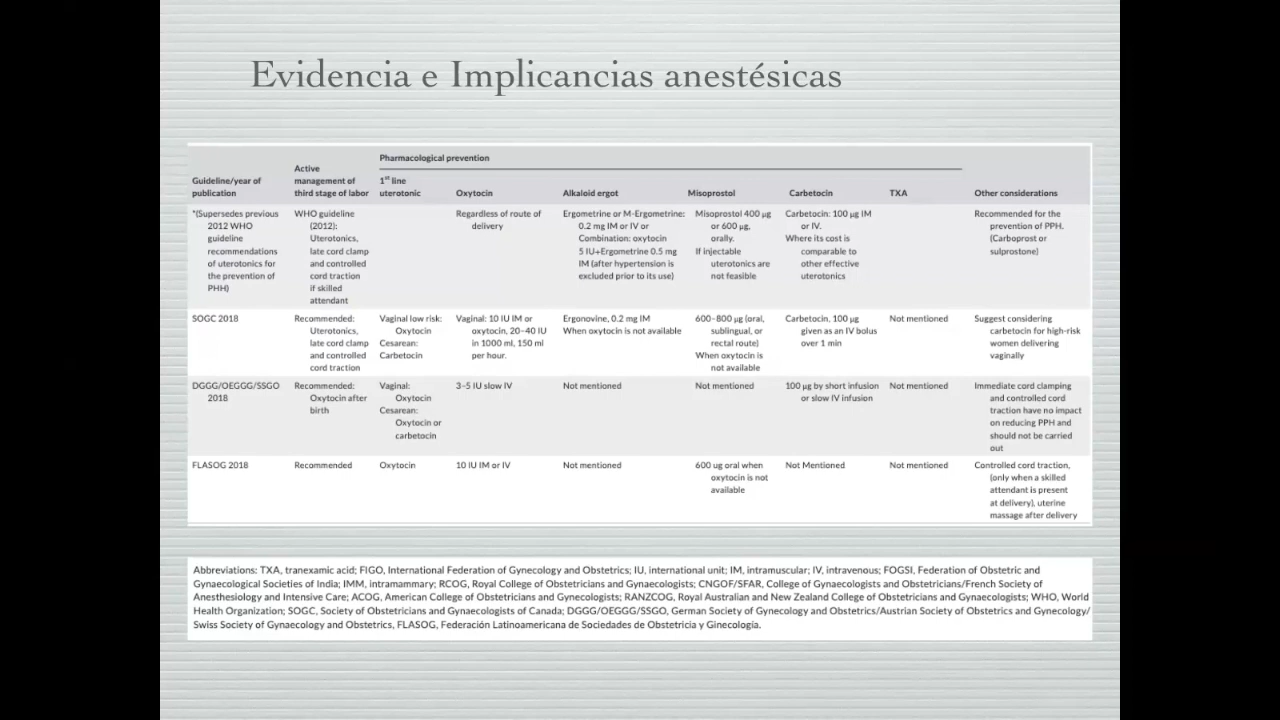 Evidencia e Implicancias anestésicas
Pharmacological prevention
Guideline/year of publication
Active management of third stage of labor
1st line uterotonic
Oxytocin
Alkaloid ergot
Misoprostol
Carbetocin
TXA
Other considerations
*(Supersedes previous 2012 WHO guideline recommendations of uterotonics for the prevention of PHH)
WHO guideline (2012): Uterotonics, late cord clamp and controlled cord traction if skilled attendant
Regardless of route of delivery
Ergometrine or M-Ergometrine: 0.2 mg IM or IV or Combination: oxytocin 5 IU+Ergometrine 0.5 mg IM (after hypertension is excluded prior to its use)
Misoprostol 400 μg or 600 μg, orally. If injectable uterotonics are not feasible
Carbetocin: 100 μg IM or IV. Where its cost is comparable to other effective uterotonics
Recommended for the prevention of PPH. (Carboprost or sulprostone)
SOGC 2018
Recommended: Uterotonics, late cord clamp and controlled cord traction
Vaginal low risk: Oxytocin Cesarean: Carbetocin
Vaginal: 10 IU IM or oxytocin, 20–40 IU in 1000 ml, 150 ml per hour.
Ergonovine, 0.2 mg IM When oxytocin is not available
600–800 μg (oral, sublingual, or rectal route) When oxytocin is not available
Carbetocin, 100 μg given as an IV bolus over 1 min
Not mentioned
Suggest considering carbetocin for high-risk women delivering vaginally
DGGG/OEGGG/SSGO 2018
Recommended: Oxytocin after birth
Vaginal: Oxytocin Cesarean: Oxytocin or carbetocin
3–5 IU slow IV
Not mentioned
Not mentioned
100 μg by short infusion or slow IV infusion
Not mentioned
Immediate cord clamping and controlled cord traction have no impact on reducing PPH and should not be carried out
FLASOG 2018
Recommended
Oxytocin
10 IU IM or IV
Not mentioned
600 ug oral when oxytocin is not available
Not Mentioned
Not mentioned
Controlled cord traction, (only when a skilled attendant is present at delivery), uterine massage after delivery
Abbreviations: TXA, tranexamic acid; FIGO, International Federation of Gynecology and Obstetrics; IU, international unit; IM, intramuscular; IV, intravenous; FOGSI, Federation of Obstetric and
Gynaecological Societies of India; IMM, intramammary; RCOG, Royal College of Obstetricians and Gynaecologists; CNGOF/SFAR, College of Gynaecologists and Obstetricians/French Society of
Anesthesiology and Intensive Care; ACOG, American College of Obstetricians and Gynecologists; RANZCOG, Royal Australian and New Zealand College of Obstetricians and Gynaecologists; WHO, World
Health Organization; SOGC, Society of Obstetricians and Gynaecologists of Canada; DGGG/OEGGG/SSGO, German Society of Gynecology and Obstetrics/Austrian Society of Obstetrics and Gynecology/
Swiss Society of Gynaecology and Obstetrics, FLASOG, Federación Latinoamericana de Sociedades de Obstetricia y Ginecología.